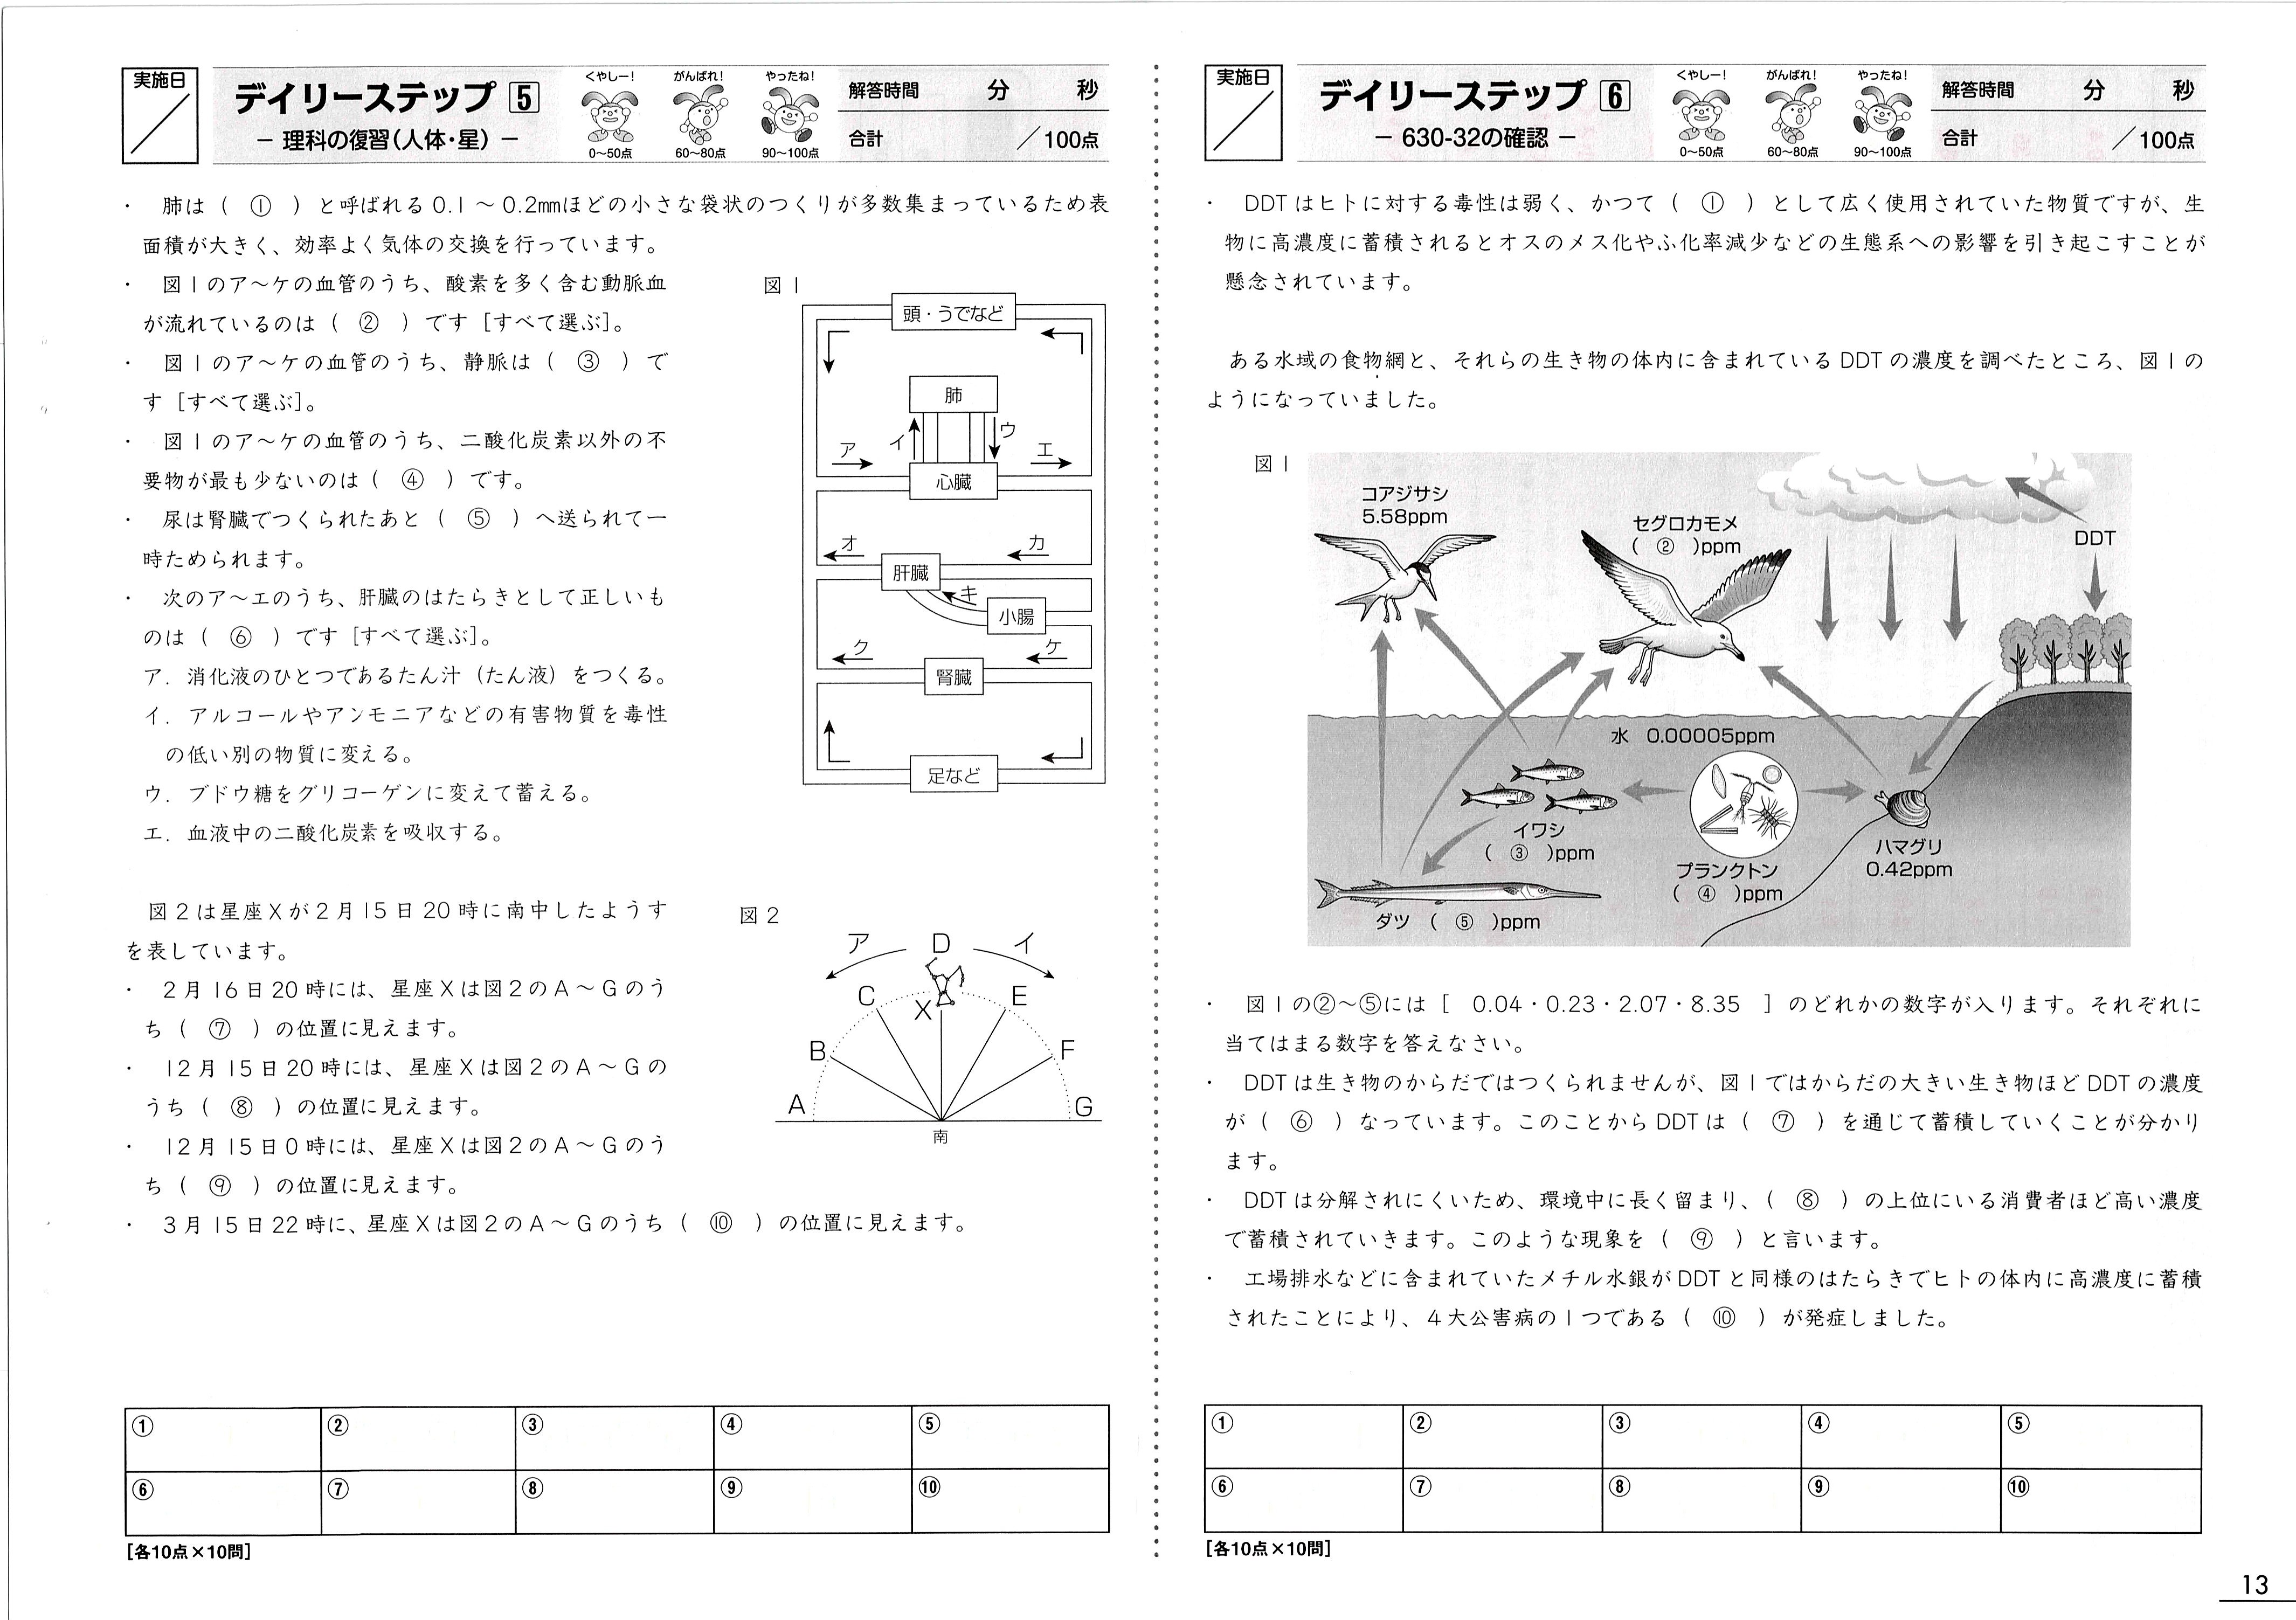 実施日
デイリーステップ 5
− 理科の復習(人体・星) −
くやしー!
0〜50点
がんばれ!
60〜80点
やったね!
90〜100点
解答時間 分 秒
合計 ／100点
・ 肺は( ① )と呼ばれる0.1〜0.2mmほどの小さな袋状のつくりが多数集まっているため表
面積が大きく、効率よく気体の交換を行っています。
・ 図1のア〜ケの血管のうち、酸素を多く含む動脈血
が流れているのは( ② )です[すべて選ぶ]。
・ 図1のア〜ケの血管のうち、静脈は( ③ )で
す[すべて選ぶ]。
・ 図1のア〜ケの血管のうち、二酸化炭素以外の不
要物が最も少ないのは( ④ )です。
・ 尿は腎臓でつくられたあと( ⑤ )へ送られて一
時ためられます。
・ 次のア〜エのうち、肝臓のはたらきとして正しいも
のは( ⑥ )です[すべて選ぶ]。
ア．消化液のひとつであるたん汁(たん液)をつくる。
イ．アルコールやアンモニアなどの有害物質を毒性
の低い別の物質に変える。
ウ．ブドウ糖をグリコーゲンに変えて蓄える。
エ．血液中の二酸化炭素を吸収する。
図1
頭・うでなど
肺
ア イ ウ エ
心臓
オ カ
肝臓
キ
小腸
ク ケ
腎臓
足など
図2は星座Xが2月15日20時に南中したようす
を表しています。
・ 2月16日20時には、星座Xは図2のA〜Gのう
ち( ⑦ )の位置に見えます。
・ 12月15日20時には、星座Xは図2のA〜Gの
うち( ⑧ )の位置に見えます。
・ 12月15日0時には、星座Xは図2のA〜Gのう
ち( ⑨ )の位置に見えます。
・ 3月15日22時に、星座Xは図2のA〜Gのうち( ⑩ )の位置に見えます。
図2
ア D イ
C X E
B F
A G
南
① ② ③ ④ ⑤
⑥ ⑦ ⑧ ⑨ ⑩
[各10点×10問]
実施日
デイリーステップ 6
− 630-32の確認 −
くやしー!
0〜50点
がんばれ!
60〜80点
やったね!
90〜100点
解答時間 分 秒
合計 ／100点
・ DDTはヒトに対する毒性は弱く、かつて( ① )として広く使用されていた物質ですが、生
物に高濃度に蓄積されるとオスのメス化やふ化率減少などの生態系への影響を引き起こすことが
懸念されています。
ある水域の食物網と、それらの生き物の体内に含まれているDDTの濃度を調べたところ、図1の
ようになっていました。
図1
コアジサシ
5.58ppm
セグロカモメ
( ② )ppm
DDT
水 0.00005ppm
イワシ
( ③ )ppm
プランクトン
( ④ )ppm
ハマグリ
0.42ppm
ダツ ( ⑤ )ppm
・ 図1の②〜⑤には[ 0.04・0.23・2.07・8.35 ]のどれかの数字が入ります。それぞれに
当てはまる数字を答えなさい。
・ DDTは生き物のからだではつくられませんが、図1ではからだの大きい生き物ほどDDTの濃度
が( ⑥ )なっています。このことからDDTは( ⑦ )を通じて蓄積していくことが分かり
ます。
・ DDTは分解されにくいため、環境中に長く留まり、( ⑧ )の上位にいる消費者ほど高い濃度
で蓄積されていきます。このような現象を( ⑨ )と言います。
・ 工場排水などに含まれていたメチル水銀がDDTと同様のはたらきでヒトの体内に高濃度に蓄積
されたことにより、4大公害病の1つである( ⑩ )が発症しました。
① ② ③ ④ ⑤
⑥ ⑦ ⑧ ⑨ ⑩
[各10点×10問]
13